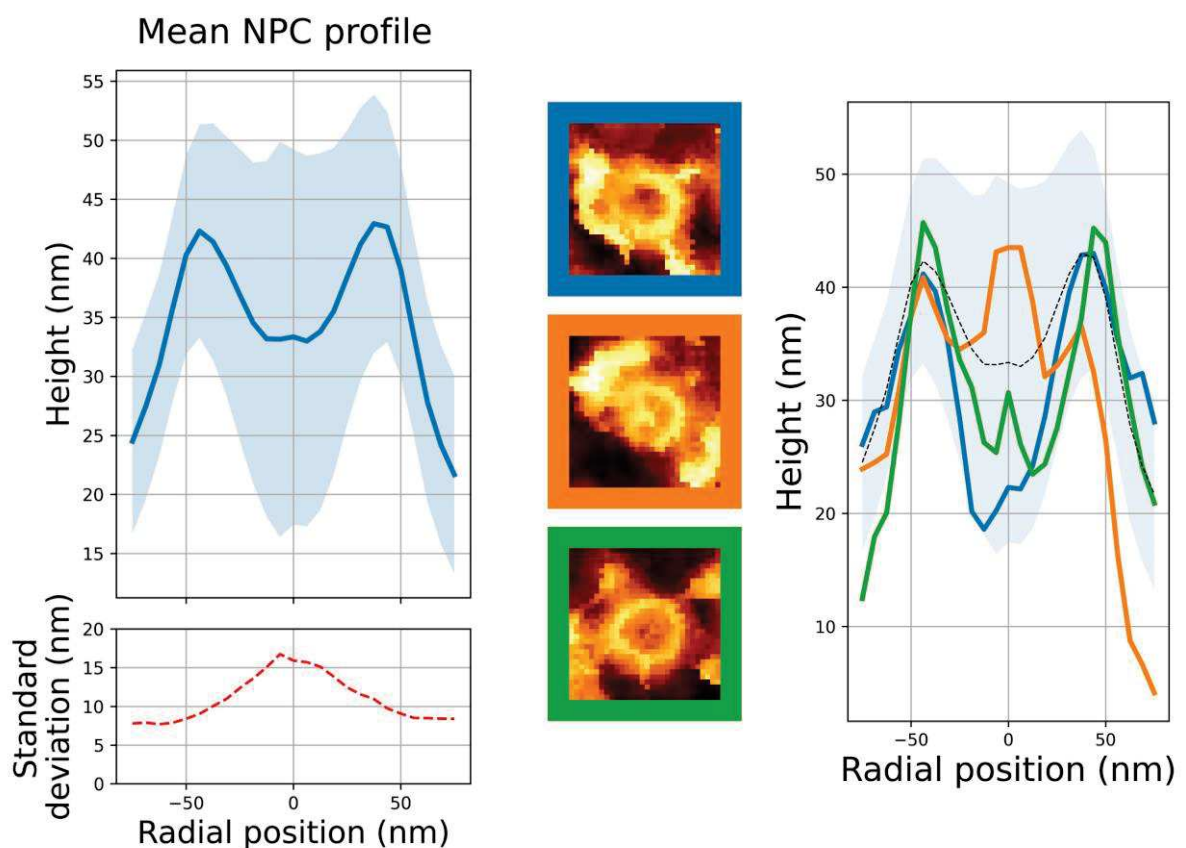 Mean NPC profile
55
50
45
40
35
30
25
20
15
Height (nm)
20
15
10
5
0
Standard
deviation (nm)
−50 0 50
Radial position (nm)
50
40
30
20
10
Height (nm)
−50 0 50
Radial position (nm)